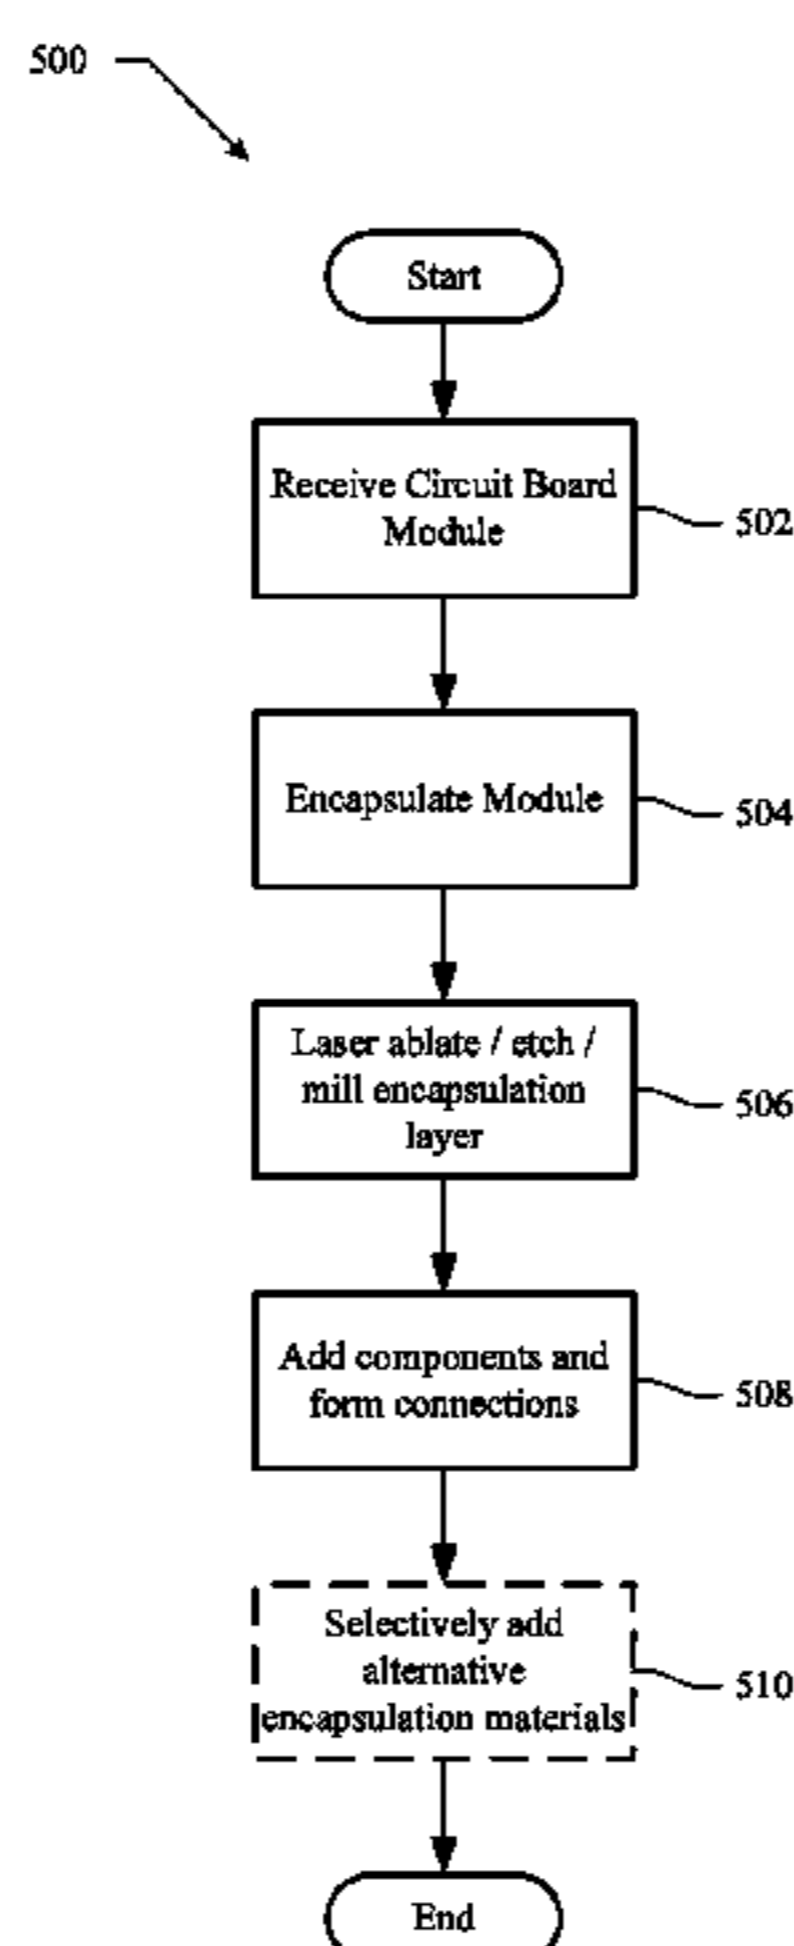 500
Start
Receive Circuit Board
Module
502
Encapsulate Module
504
Laser ablate / etch /
mill encapsulation
layer
506
Add components and
form connections
508
Selectively add
alternative
encapsulation materials
510
End